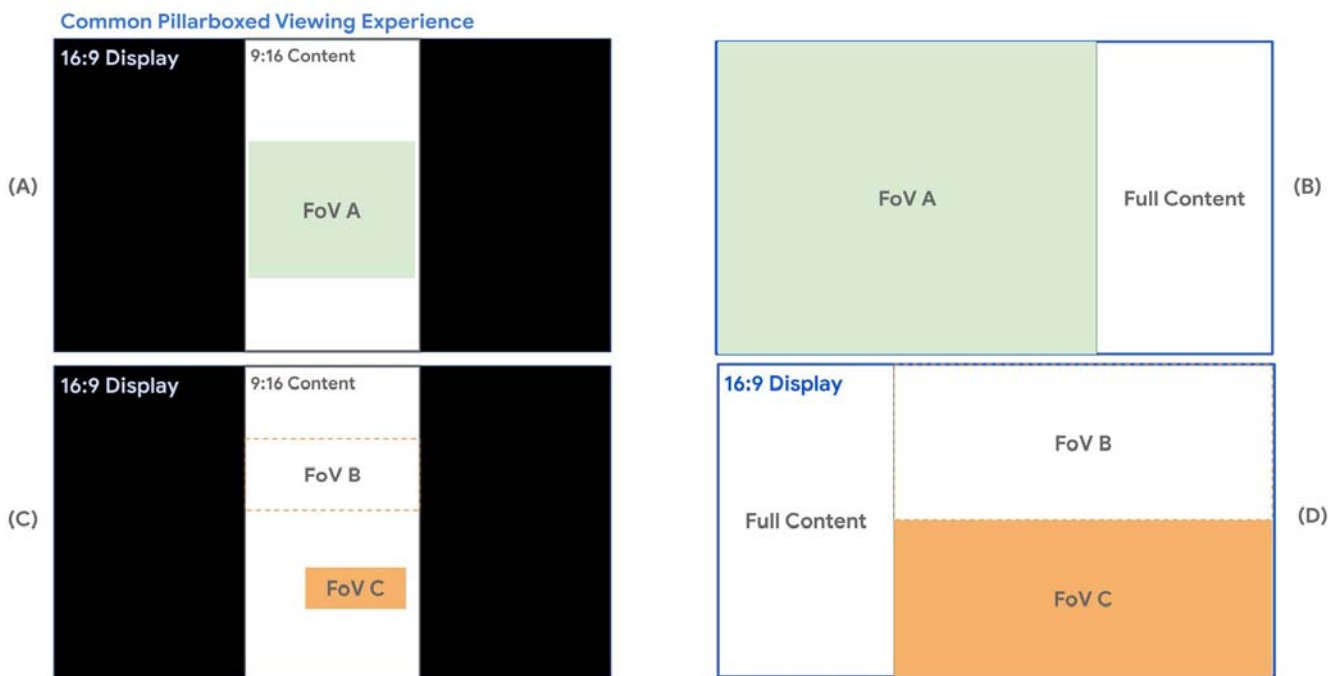 Common Pillarboxed Viewing Experience
16:9 Display
9:16 Content
(A)
FoV A
FoV A
Full Content
(B)
16:9 Display
9:16 Content
FoV B
(C)
FoV C
16:9 Display
FoV B
Full Content
(D)
FoV C